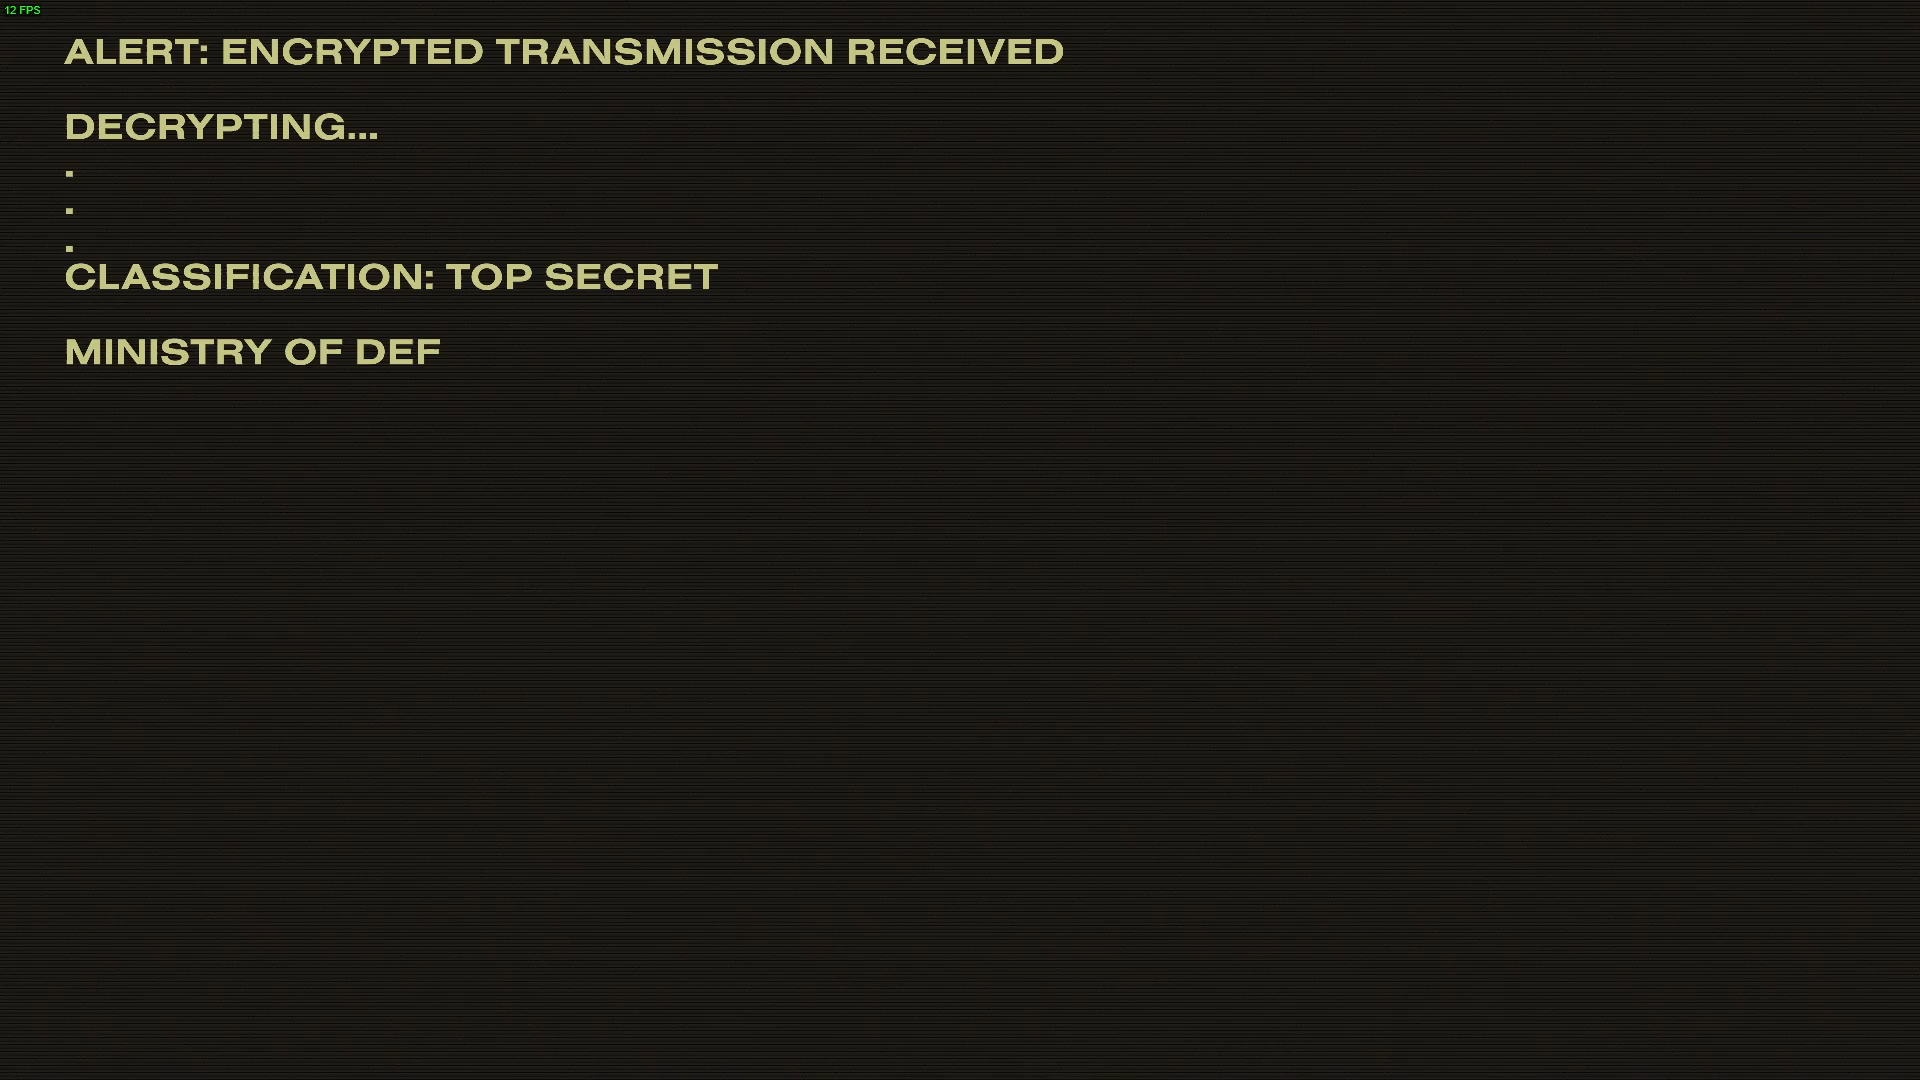 12 FPS
ALERT: ENCRYPTED TRANSMISSION RECEIVED
DECRYPTING...
.
.
.
CLASSIFICATION: TOP SECRET
MINISTRY OF DEF